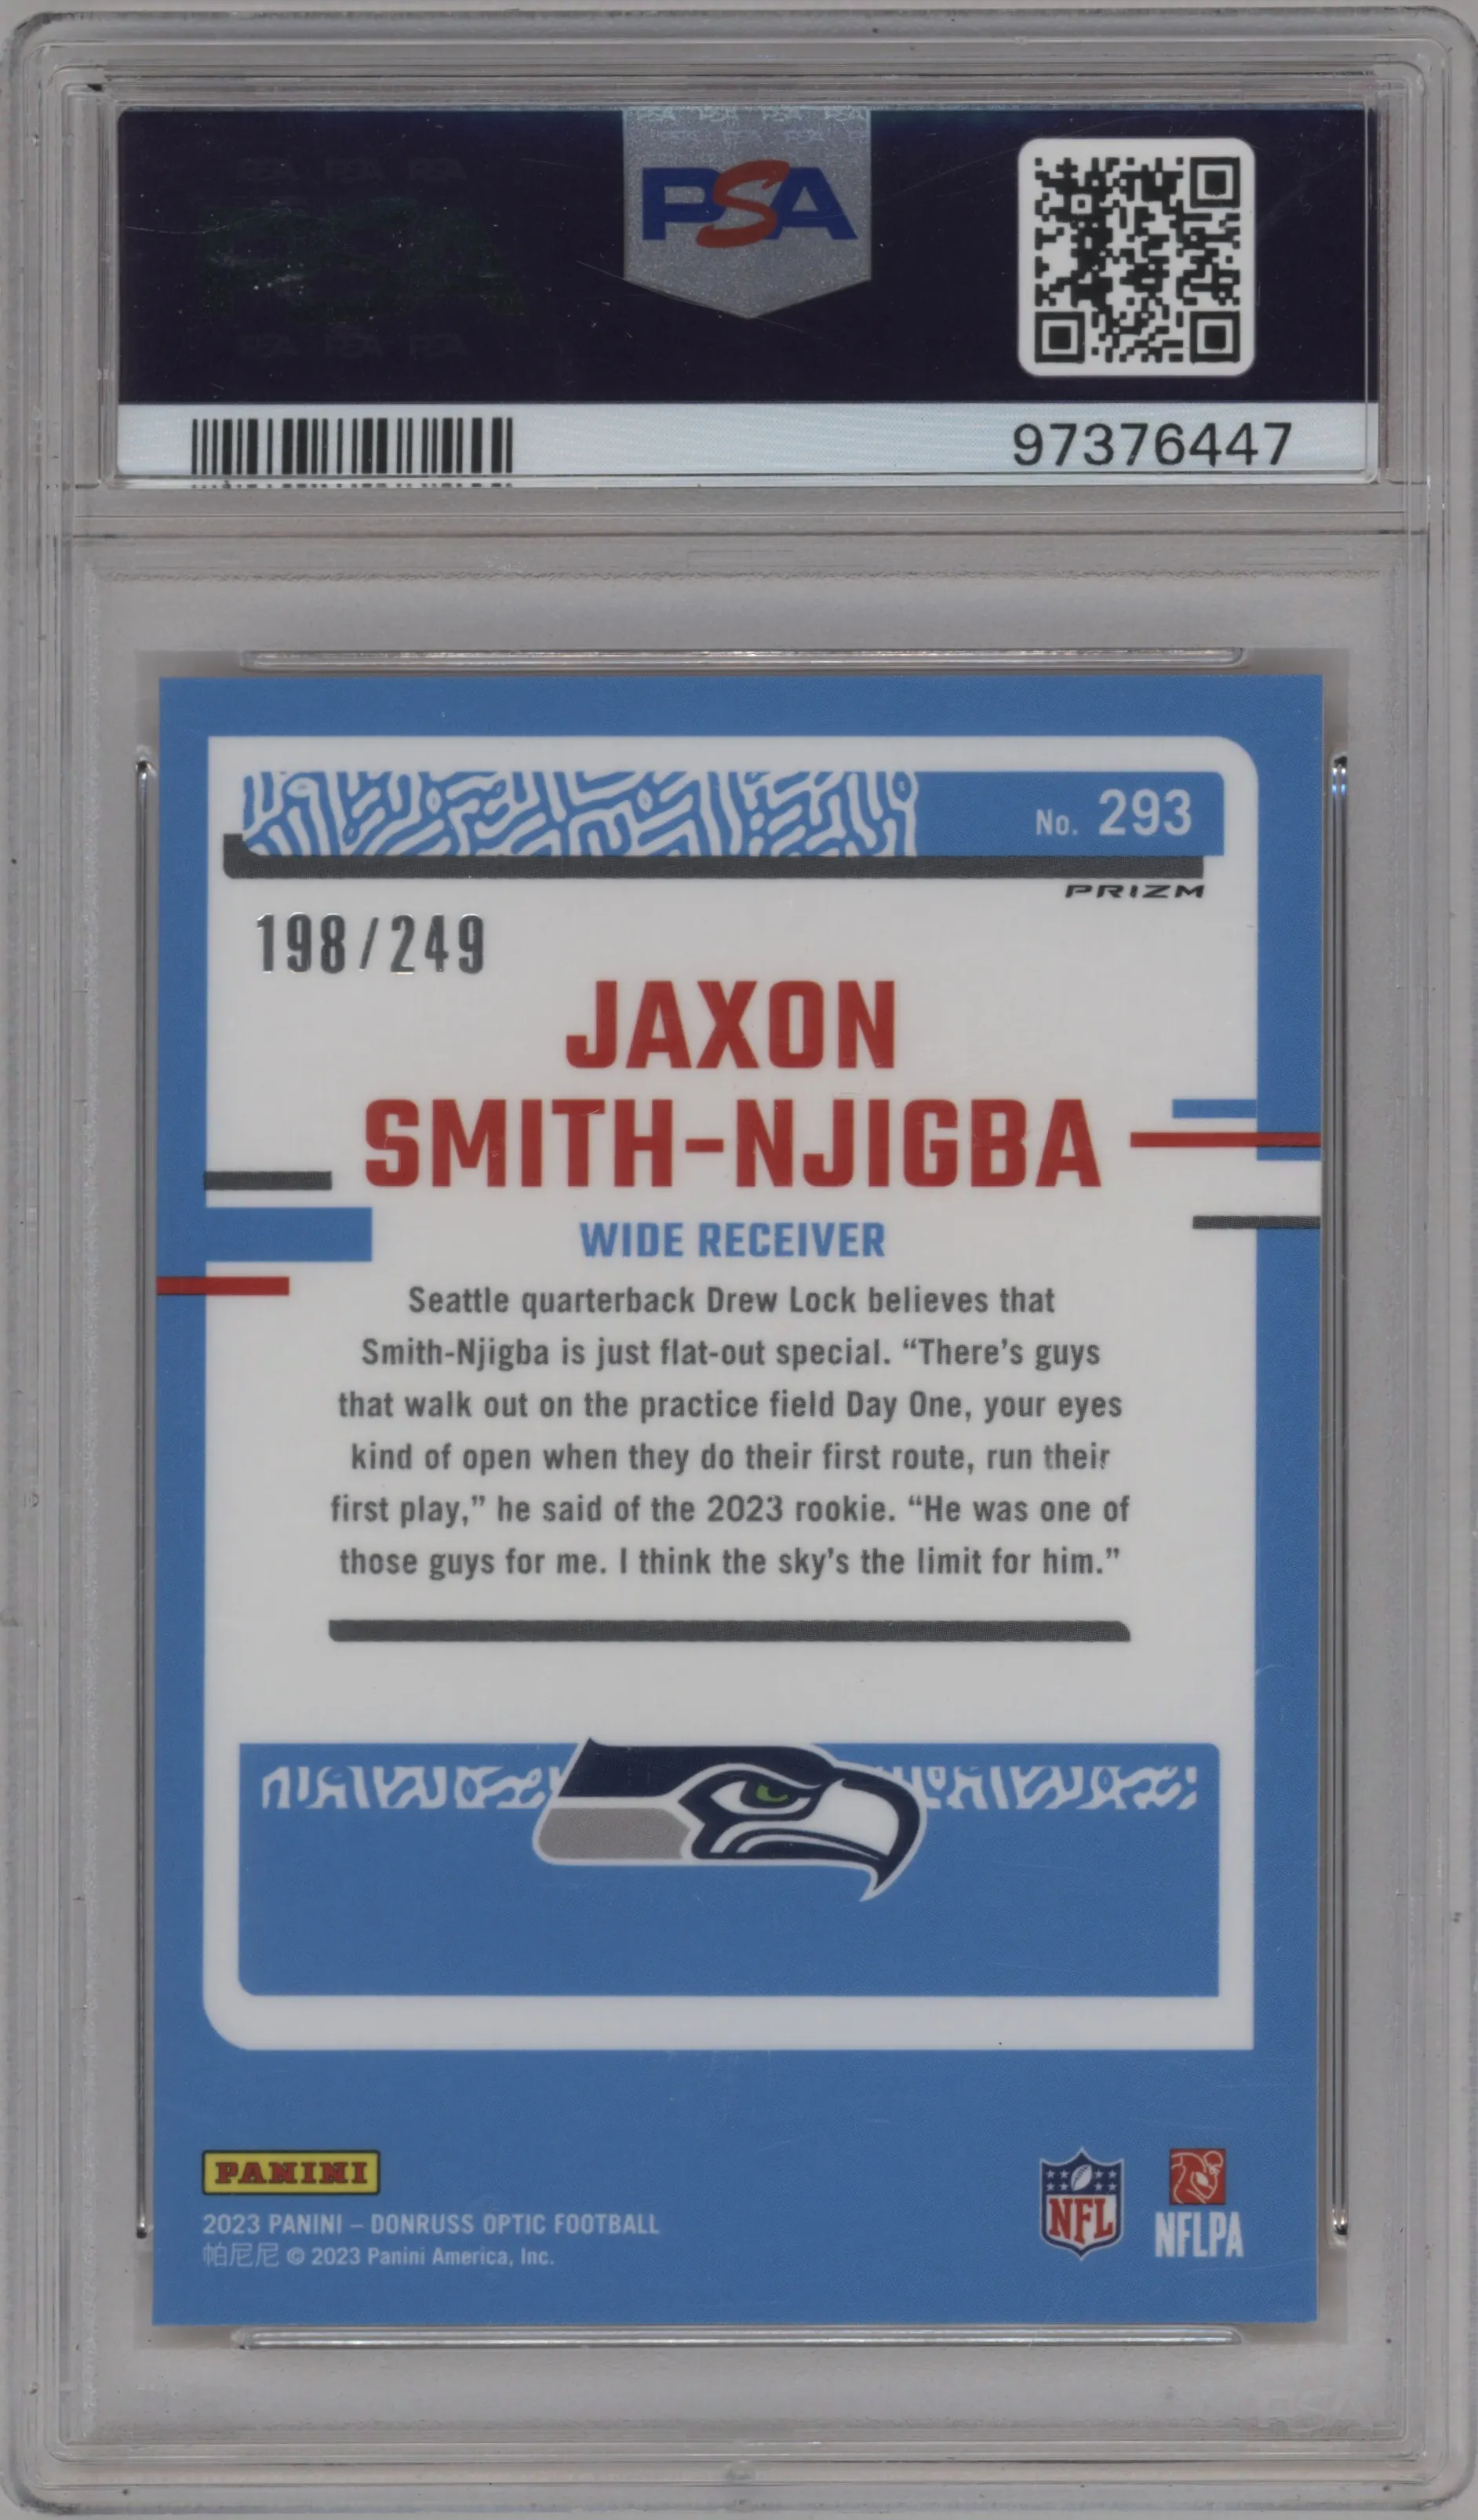 PSA
97376447
No. 293
PRIZM
198/249
JAXON
SMITH-NJIGBA
WIDE RECEIVER
Seattle quarterback Drew Lock believes that
Smith-Njigba is just flat-out special. “There’s guys
that walk out on the practice field Day One, your eyes
kind of open when they do their first route, run their
first play,” he said of the 2023 rookie. “He was one of
those guys for me. I think the sky’s the limit for him.”
PANINI
2023 PANINI – DONRUSS OPTIC FOOTBALL
帕尼尼 © 2023 Panini America, Inc.
NFL
NFLPA